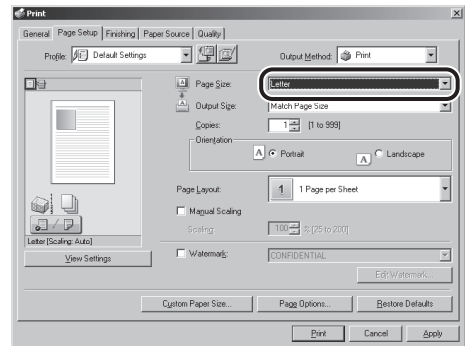 Print
General Page Setup Finishing Paper Source Quality
Profile: Default Settings Output Method: Print
Page Size: Letter
Output Size: Match Page Size
Copies: 1 [1 to 999]
Orientation
A Portrait A Landscape
Page Layout: 1 1 Page per Sheet
Manual Scaling
Scaling: 100 % [25 to 200]
Letter [Scaling: Auto]
View Settings
Watermark: CONFIDENTIAL
Edit Watermark...
Custom Paper Size... Page Options... Restore Defaults
Print Cancel Apply